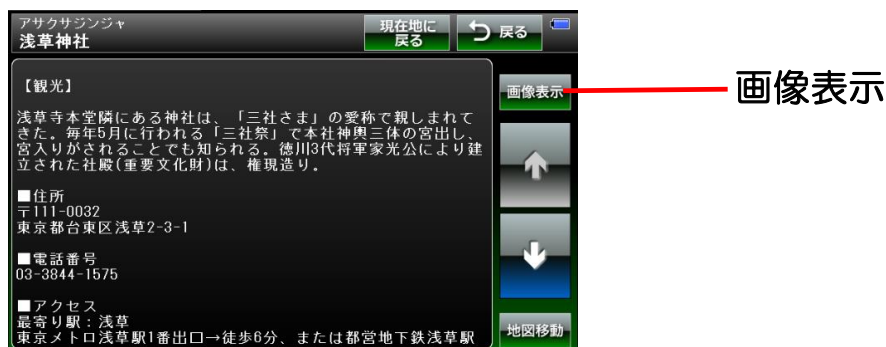 アサクサジンジャ
浅草神社
現在地に
戻る
戻る
【観光】
浅草寺本堂隣にある神社は、「三社さま」の愛称で親しまれて
きた。毎年5月に行われる「三社祭」で本社神輿三体の宮出し、
宮入りがされることでも知られる。徳川3代将軍家光公により建
立された社殿(重要文化財)は、権現造り。
■住所
〒111-0032
東京都台東区浅草2-3-1
■電話番号
03-3844-1575
■アクセス
最寄り駅：浅草
東京メトロ浅草駅1番出口→徒歩6分、または都営地下鉄浅草駅
画像表示
地図移動
画像表示